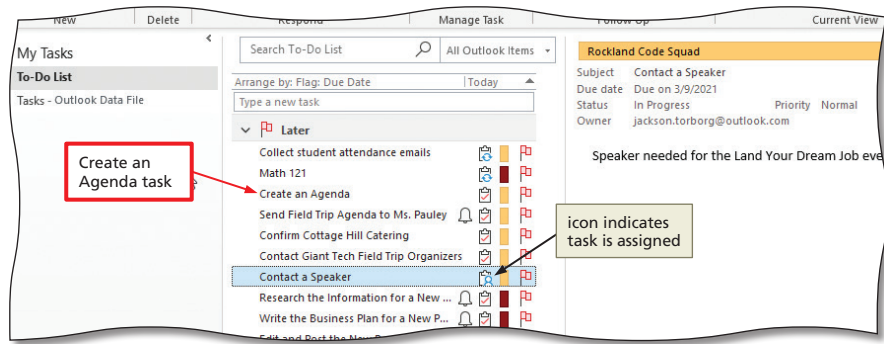 New Delete Respond Manage Task Follow Up Current View
My Tasks
To-Do List
Tasks - Outlook Data File
Search To-Do List All Outlook Items
Arrange by: Flag: Due Date Today
Type a new task
Later
Collect student attendance emails
Math 121
Create an Agenda
Send Field Trip Agenda to Ms. Pauley
Confirm Cottage Hill Catering
Contact Giant Tech Field Trip Organizers
Contact a Speaker
Research the Information for a New ...
Write the Business Plan for a New P...
Edit and Post the New
Create an
Agenda task
icon indicates
task is assigned
Rockland Code Squad
Subject Contact a Speaker
Due date Due on 3/9/2021
Status In Progress Priority Normal
Owner jackson.torborg@outlook.com
Speaker needed for the Land Your Dream Job eve